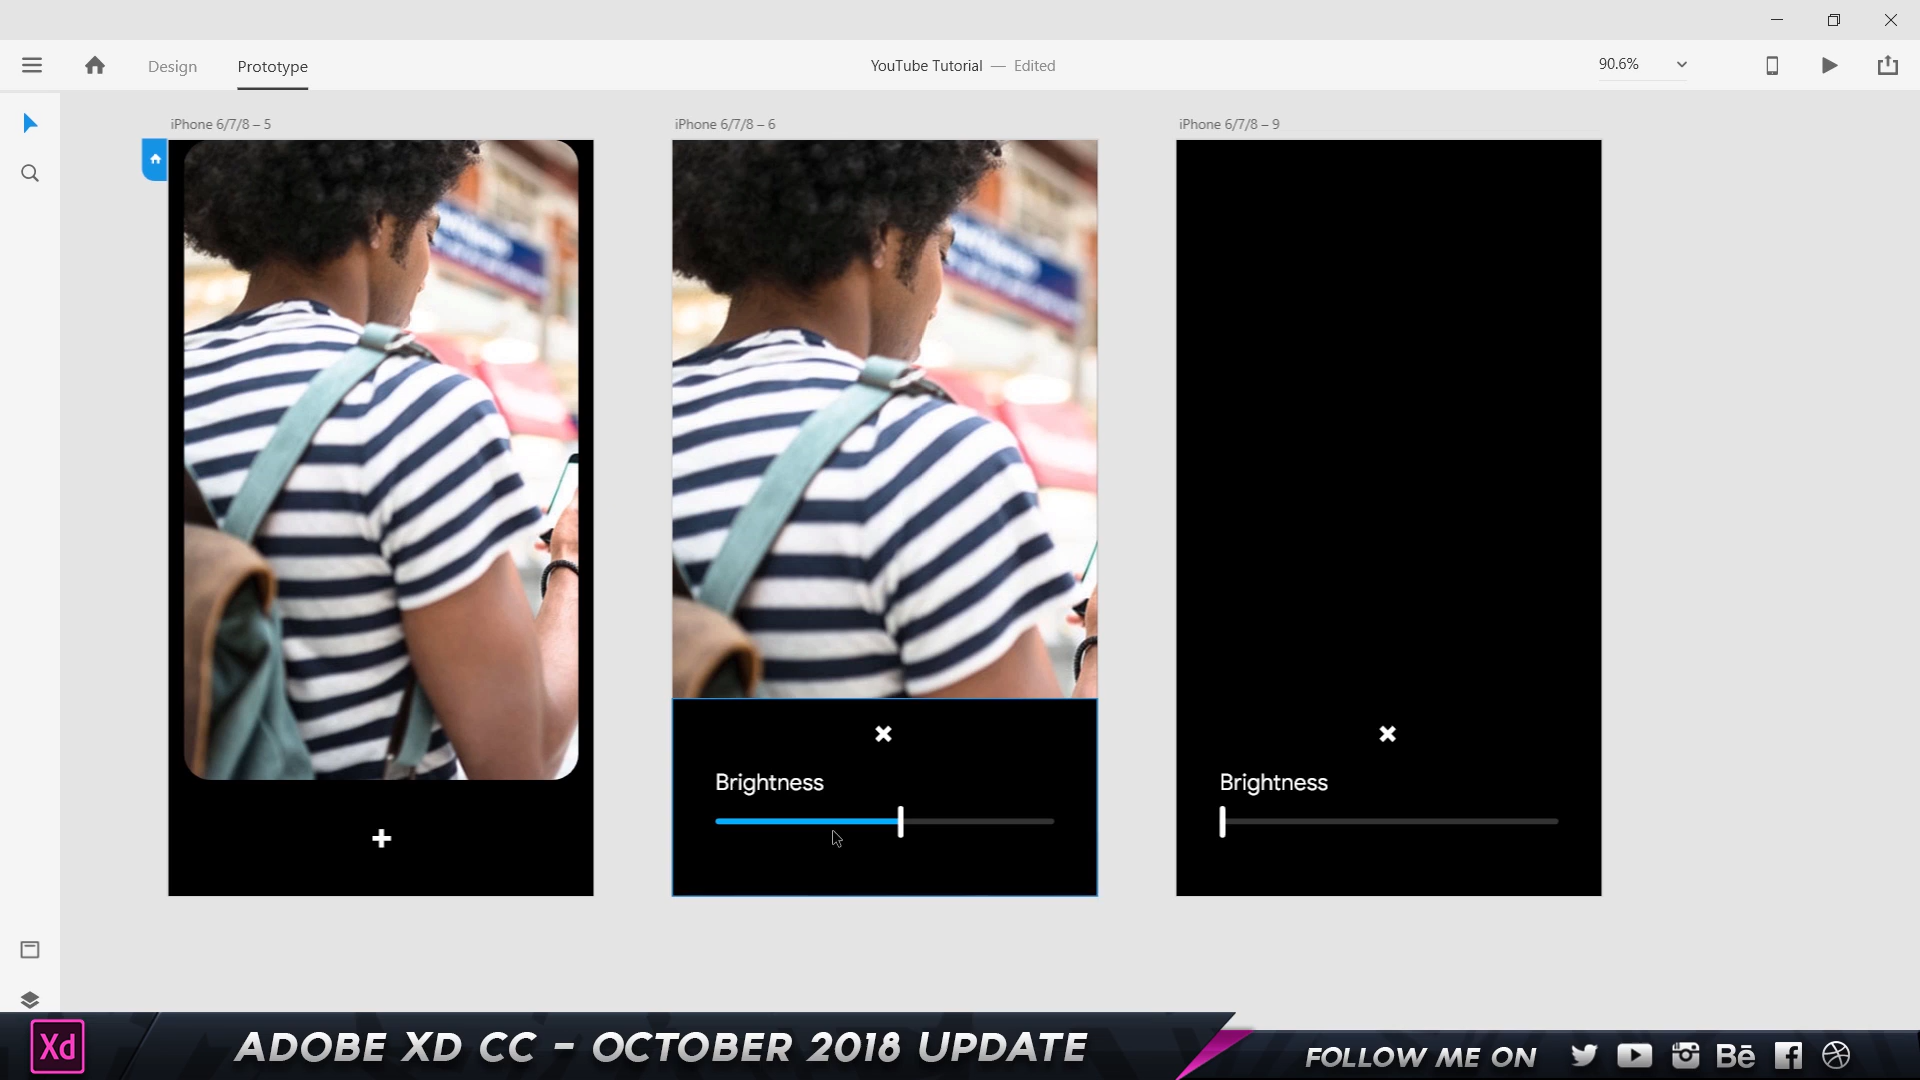 Design
Prototype
YouTube Tutorial — Edited
90.6%
iPhone 6/7/8 – 5
iPhone 6/7/8 – 6
iPhone 6/7/8 – 9
Brightness
Brightness
Xd
ADOBE XD CC - OCTOBER 2018 UPDATE
FOLLOW ME ON
Bē